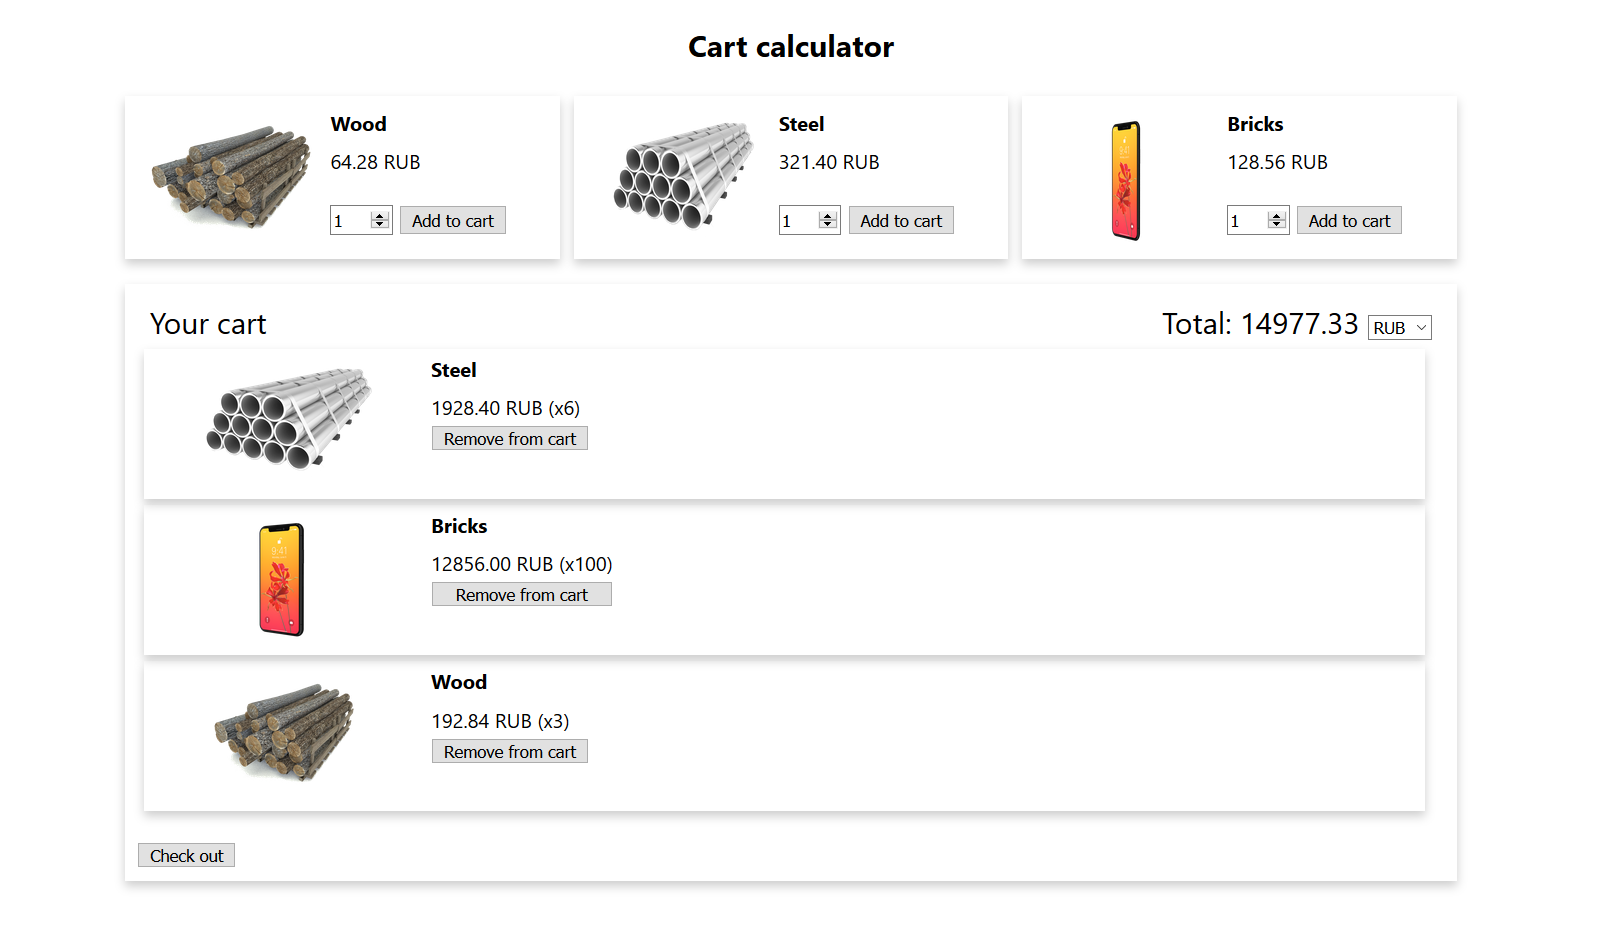 Cart calculator
Wood
64.28 RUB
1 Add to cart
Steel
321.40 RUB
1 Add to cart
Bricks
128.56 RUB
1 Add to cart
Your cart
Total: 14977.33 RUB
Steel
1928.40 RUB (x6)
Remove from cart
9:41
Bricks
12856.00 RUB (x100)
Remove from cart
Wood
192.84 RUB (x3)
Remove from cart
Check out